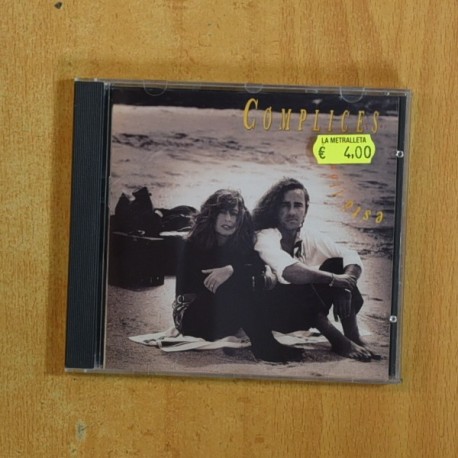 COMPLICES
LA METRALLETA
€ 4,00